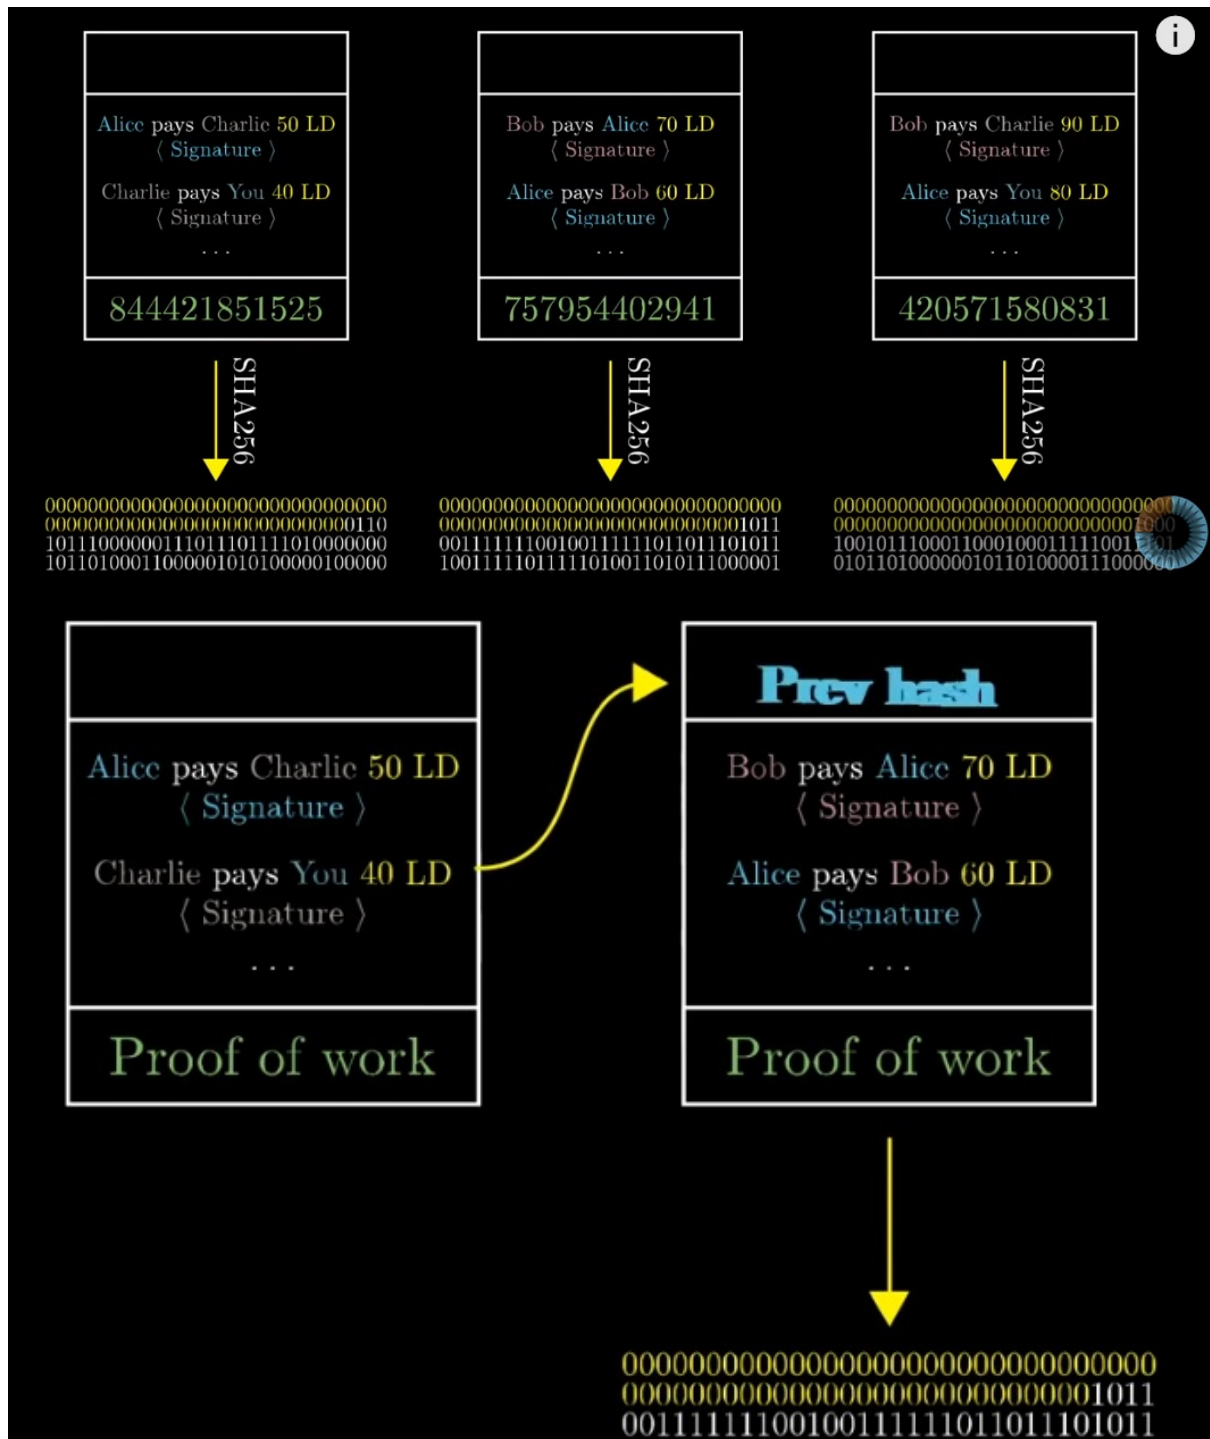 i
Alice pays Charlie 50 LD
⟨ Signature ⟩
Charlie pays You 40 LD
⟨ Signature ⟩
...
844421851525
Bob pays Alice 70 LD
⟨ Signature ⟩
Alice pays Bob 60 LD
⟨ Signature ⟩
...
757954402941
Bob pays Charlie 90 LD
⟨ Signature ⟩
Alice pays You 80 LD
⟨ Signature ⟩
...
420571580831
SHA256
SHA256
SHA256
00000000000000000000000000000000
00000000000000000000000000000110
10111000000111011101111010000000
10110100011000001010100000100000
00000000000000000000000000000000
00000000000000000000000000001011
00111111100100111111011011101011
10011111011111010011010111000001
Alice pays Charlie 50 LD
⟨ Signature ⟩
Charlie pays You 40 LD
⟨ Signature ⟩
...
Proof of work
Prev hash
Bob pays Alice 70 LD
⟨ Signature ⟩
Alice pays Bob 60 LD
⟨ Signature ⟩
...
Proof of work
00000000000000000000000000000000
00000000000000000000000000001011
00111111100100111111011011101011